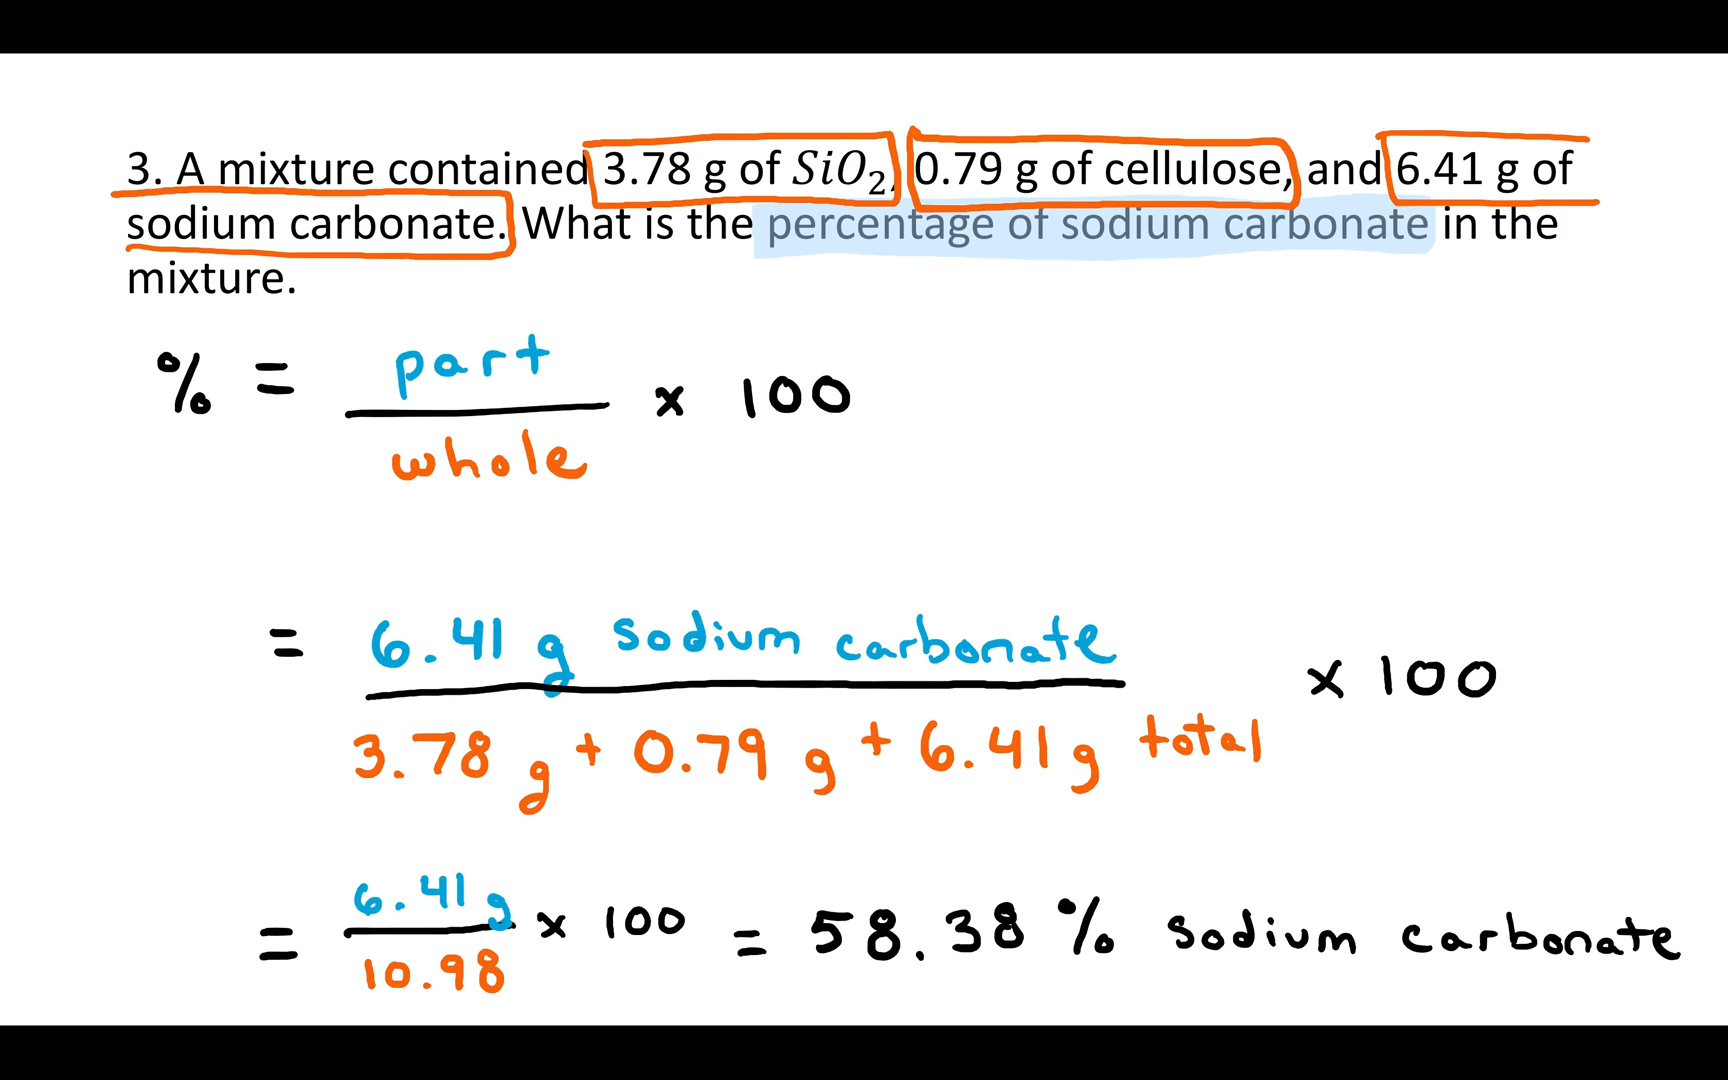 3. A mixture contained 3.78 g of SiO₂, 0.79 g of cellulose, and 6.41 g of
sodium carbonate. What is the percentage of sodium carbonate in the
mixture.
% = part / whole x 100
= 6.41 g sodium carbonate / 3.78 g + 0.79 g + 6.41 g total x 100
= 6.41 g / 10.98 x 100 = 58.38 % sodium carbonate